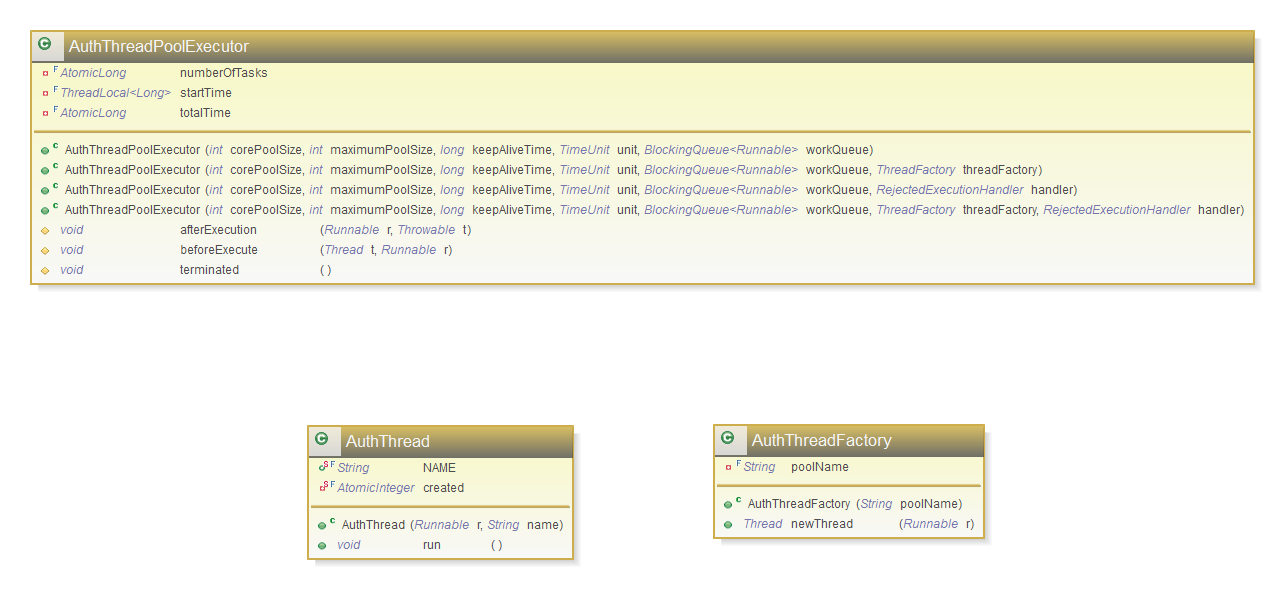 AuthThreadPoolExecutor
F AtomicLong numberOfTasks
F ThreadLocal<Long> startTime
F AtomicLong totalTime
C AuthThreadPoolExecutor (int corePoolSize, int maximumPoolSize, long keepAliveTime, TimeUnit unit, BlockingQueue<Runnable> workQueue)
C AuthThreadPoolExecutor (int corePoolSize, int maximumPoolSize, long keepAliveTime, TimeUnit unit, BlockingQueue<Runnable> workQueue, ThreadFactory threadFactory)
C AuthThreadPoolExecutor (int corePoolSize, int maximumPoolSize, long keepAliveTime, TimeUnit unit, BlockingQueue<Runnable> workQueue, RejectedExecutionHandler handler)
C AuthThreadPoolExecutor (int corePoolSize, int maximumPoolSize, long keepAliveTime, TimeUnit unit, BlockingQueue<Runnable> workQueue, ThreadFactory threadFactory, RejectedExecutionHandler handler)
void afterExecution (Runnable r, Throwable t)
void beforeExecute (Thread t, Runnable r)
void terminated ( )
C AuthThread
S F String NAME
S F AtomicInteger created
C AuthThread (Runnable r, String name)
void run ( )
C AuthThreadFactory
F String poolName
C AuthThreadFactory (String poolName)
Thread newThread (Runnable r)